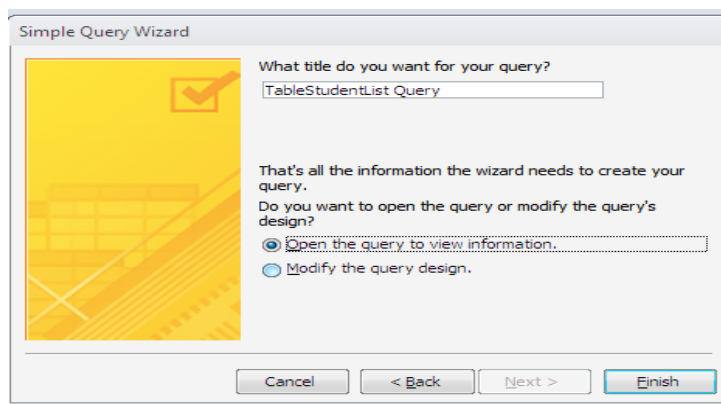 Simple Query Wizard
What title do you want for your query?
TableStudentList Query
That's all the information the wizard needs to create your
query.
Do you want to open the query or modify the query's
design?
Open the query to view information.
Modify the query design.
Cancel < Back Next > Finish